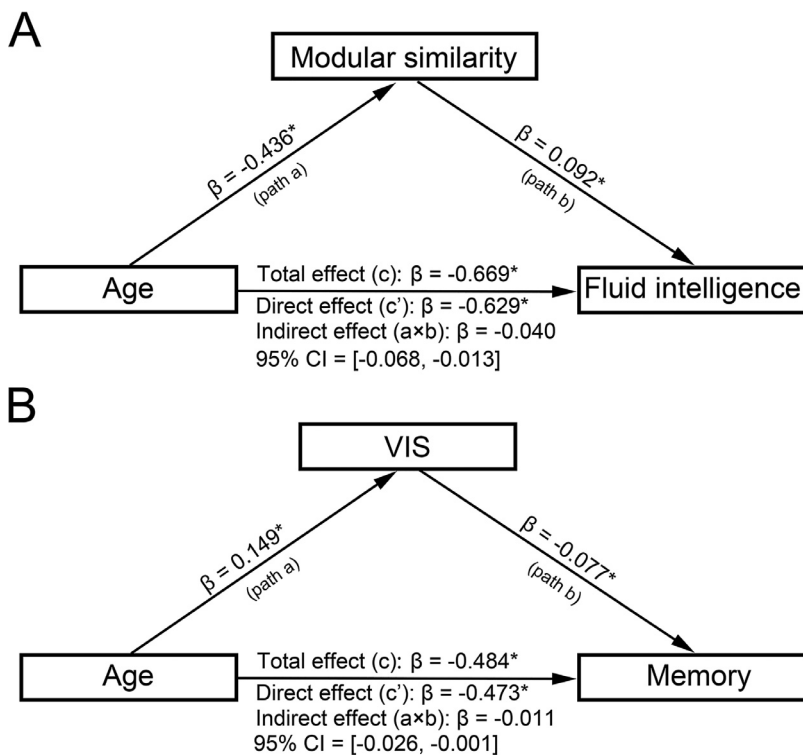 A
Modular similarity
β = -0.436*
(path a)
β = 0.092*
(path b)
Age
Total effect (c): β = -0.669*
Direct effect (c’): β = -0.629*
Indirect effect (a×b): β = -0.040
95% CI = [-0.068, -0.013]
Fluid intelligence
B
VIS
β = 0.149*
(path a)
β = -0.077*
(path b)
Age
Total effect (c): β = -0.484*
Direct effect (c’): β = -0.473*
Indirect effect (a×b): β = -0.011
95% CI = [-0.026, -0.001]
Memory